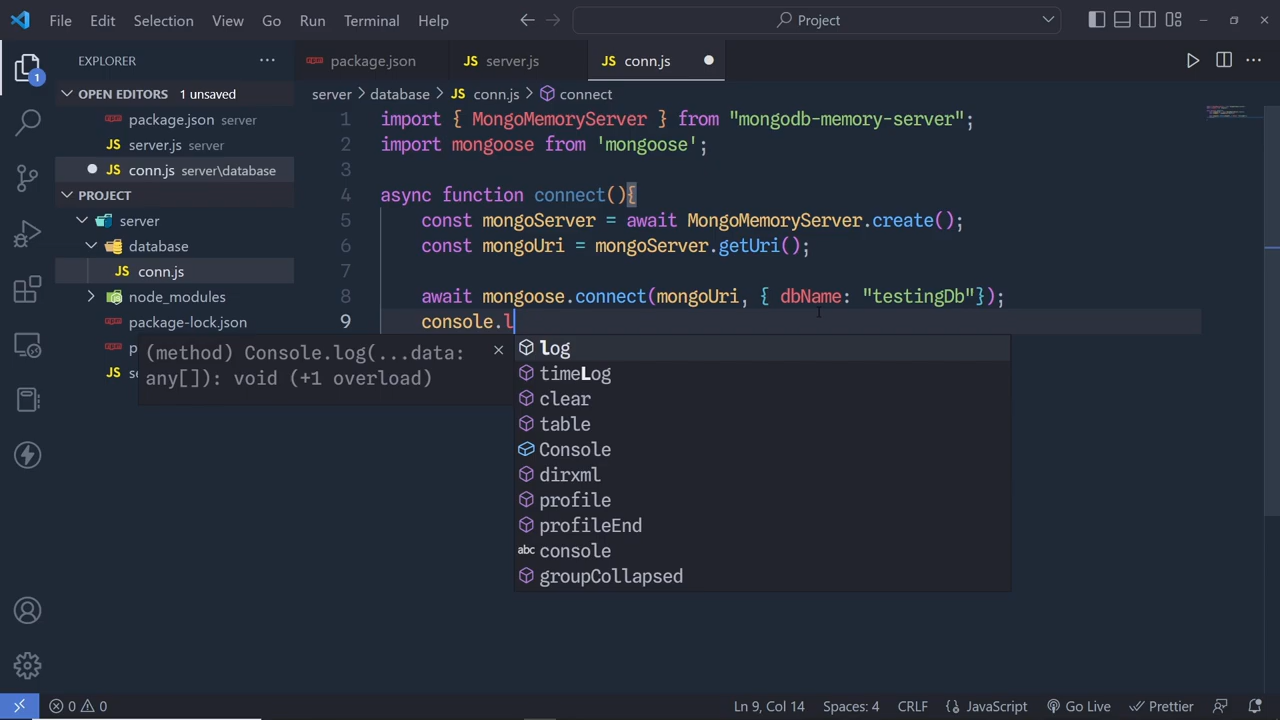 File Edit Selection View Go Run Terminal Help Project
EXPLORER
package.json server.js conn.js
1
OPEN EDITORS 1 unsaved
package.json server
server.js server
conn.js server\database
PROJECT
server
database
conn.js
node_modules
package-lock.json
p
se
server > database > conn.js > connect
1 import { MongoMemoryServer } from "mongodb-memory-server";
2 import mongoose from 'mongoose';
3
4 async function connect(){
5 const mongoServer = await MongoMemoryServer.create();
6 const mongoUri = mongoServer.getUri();
7
8 await mongoose.connect(mongoUri, { dbName: "testingDb"});
9 console.l
(method) Console.log(...data:
any[]): void (+1 overload)
log
timeLog
clear
table
Console
dirxml
profile
profileEnd
abc console
groupCollapsed
0 0 Ln 9, Col 14 Spaces: 4 CRLF JavaScript Go Live Prettier